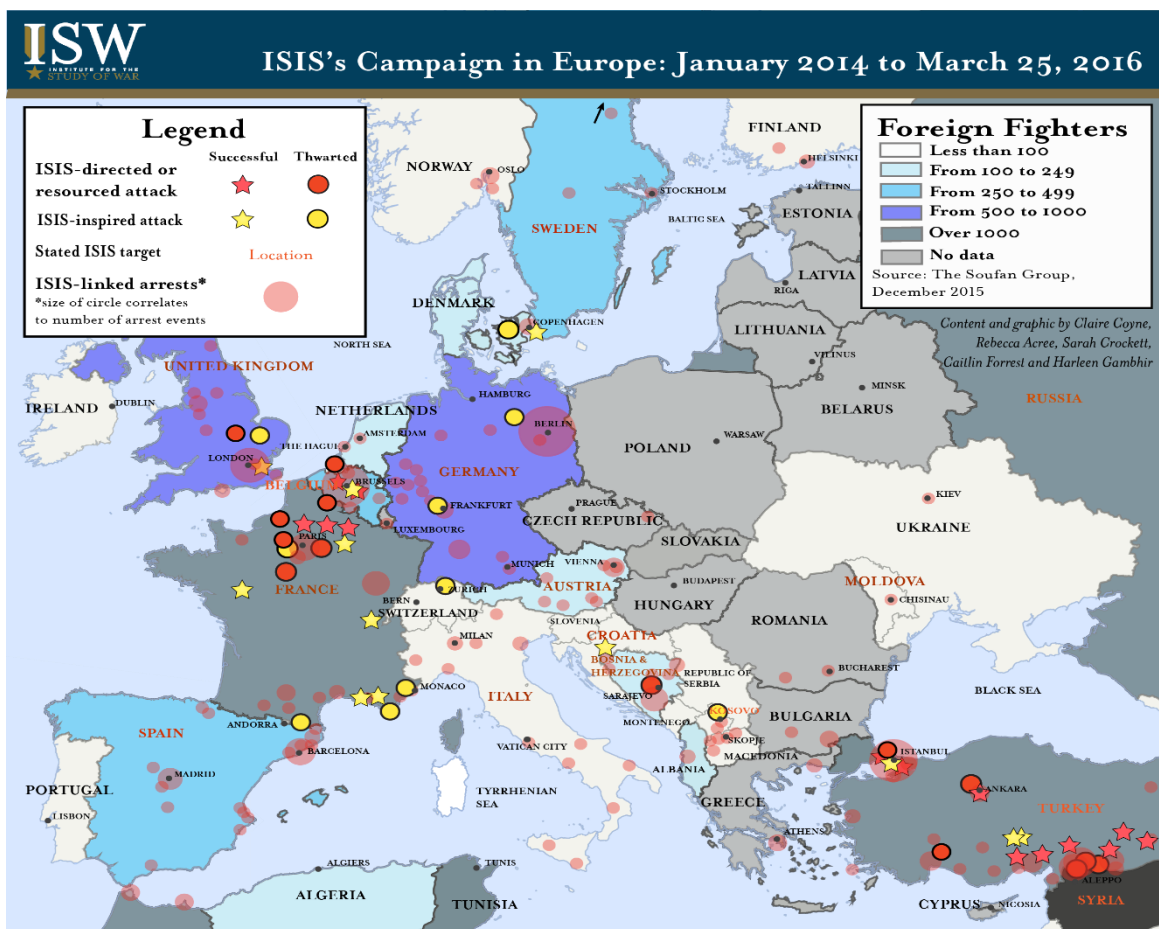 ISW
INSTITUTE FOR THE
STUDY OF WAR
ISIS's Campaign in Europe: January 2014 to March 25, 2016
Legend
Successful
Thwarted
ISIS-directed or
resourced attack
ISIS-inspired attack
Stated ISIS target
Location
ISIS-linked arrests*
*size of circle correlates
to number of arrest events
Foreign Fighters
Less than 100
From 100 to 249
From 250 to 499
From 500 to 1000
Over 1000
No data
Source: The Soufan Group,
December 2015
Content and graphic by Claire Coyne,
Rebecca Acree, Sarah Crockett,
Caitlin Forrest and Harleen Gambhir
FINLAND
HELSINKI
NORWAY
OSLO
STOCKHOLM
TALLINN
BALTIC SEA
ESTONIA
SWEDEN
LATVIA
RIGA
DENMARK
COPENHAGEN
LITHUANIA
VILINUS
NORTH SEA
UNITED KINGDOM
MINSK
BELARUS
RUSSIA
IRELAND
DUBLIN
HAMBURG
NETHERLANDS
AMSTERDAM
THE HAGUE
BERLIN
POLAND
WARSAW
LONDON
GERMANY
BELGIUM
BRUSSELS
FRANKFURT
PRAGUE
CZECH REPUBLIC
KIEV
UKRAINE
LUXEMBOURG
PARIS
SLOVAKIA
VIENNA
MUNICH
FRANCE
ZURICH
AUSTRIA
BUDAPEST
HUNGARY
MOLDOVA
CHISINAU
BERN
SWITZERLAND
SLOVENIA
ROMANIA
MILAN
CROATIA
BOSNIA &
HERZEGOVINA
REPUBLIC OF
SERBIA
BUCHAREST
MONACO
ITALY
SARAJEVO
BLACK SEA
ANDORRA
MONTENEGO
KOSOVO
BULGARIA
SPAIN
BARCELONA
VATICAN CITY
SKOPJE
MACEDONIA
ISTANBUL
MADRID
ALBANIA
PORTUGAL
TYRRHENIAN
SEA
GREECE
ANKARA
TURKEY
LISBON
ATHENS
ALGIERS
TUNIS
ALEPPO
ALGERIA
TUNISIA
CYPRUS
NICOSIA
SYRIA